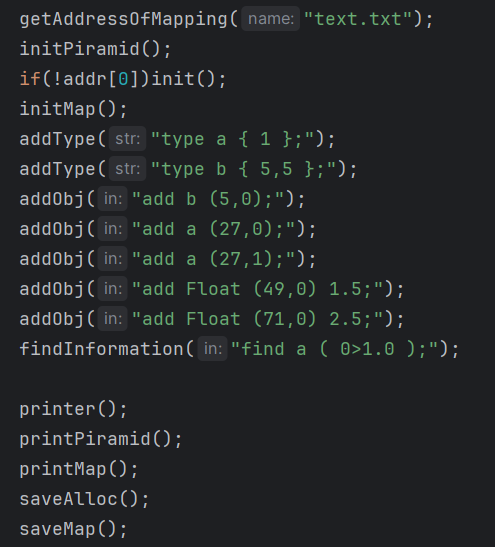 getAddressOfMapping( name: "text.txt");
initPiramid();
if(!addr[0])init();
initMap();
addType( str: "type a { 1 };");
addType( str: "type b { 5,5 };");
addObj( in: "add b (5,0);");
addObj( in: "add a (27,0);");
addObj( in: "add a (27,1);");
addObj( in: "add Float (49,0) 1.5;");
addObj( in: "add Float (71,0) 2.5;");
findInformation( in: "find a ( 0>1.0 );");
printer();
printPiramid();
printMap();
saveAlloc();
saveMap();